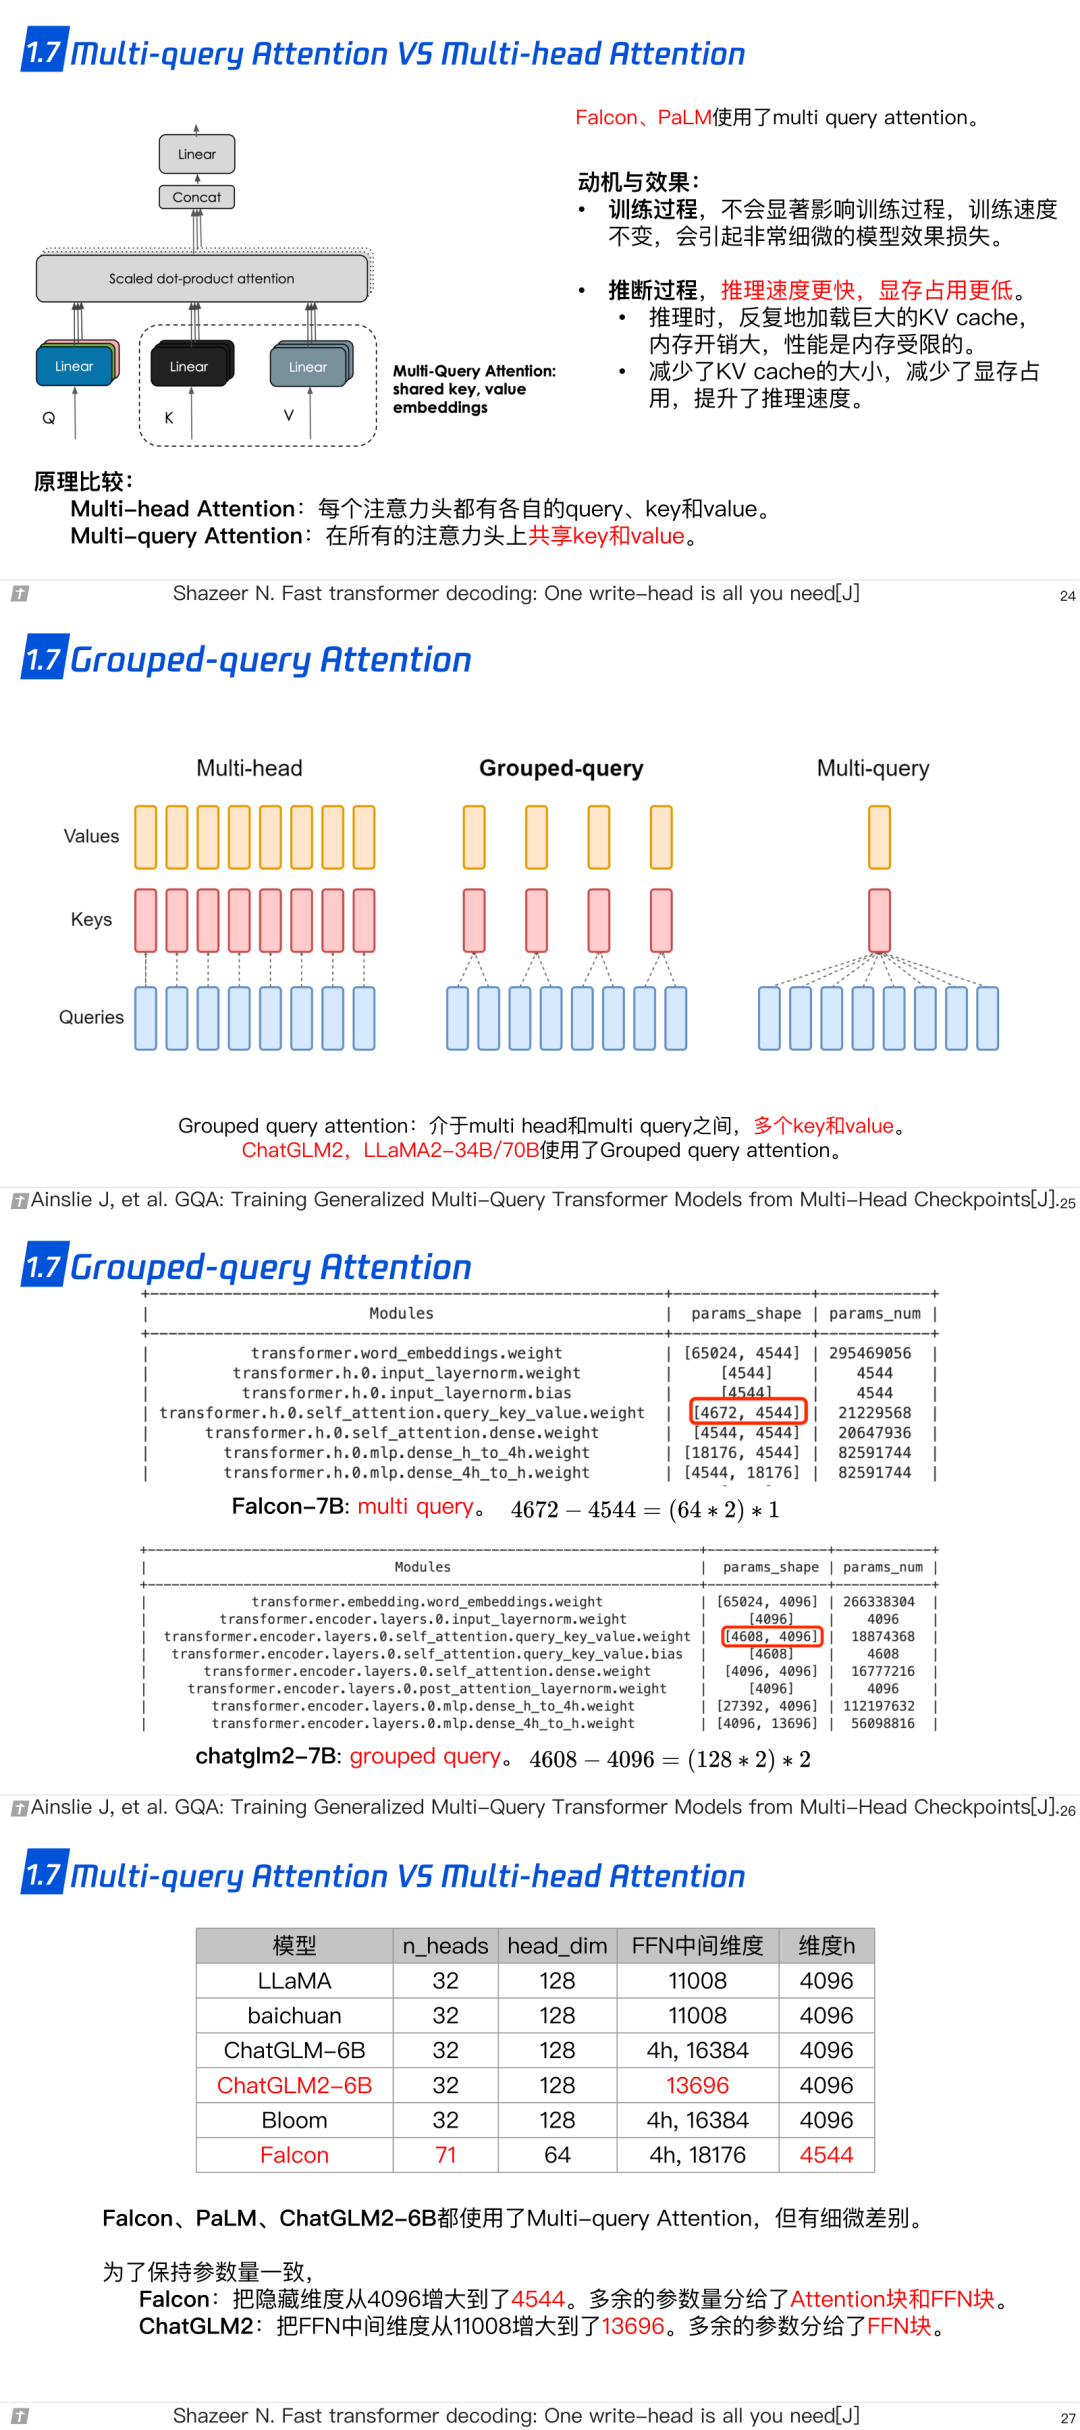 1.7 Multi-query Attention VS Multi-head Attention
Falcon、PaLM使用了multi query attention。
Linear
Concat
Scaled dot-product attention
Linear
Linear
Linear
Q
K
V
Multi-Query Attention:
shared key, value
embeddings
动机与效果：
• 训练过程，不会显著影响训练过程，训练速度
不变，会引起非常细微的模型效果损失。
• 推断过程，推理速度更快，显存占用更低。
• 推理时，反复地加载巨大的KV cache，
内存开销大，性能是内存受限的。
• 减少了KV cache的大小，减少了显存占
用，提升了推理速度。
原理比较：
Multi-head Attention：每个注意力头都有各自的query、key和value。
Multi-query Attention：在所有的注意力头上共享key和value。
Shazeer N. Fast transformer decoding: One write-head is all you need[J]
24
1.7 Grouped-query Attention
Multi-head
Grouped-query
Multi-query
Values
Keys
Queries
Grouped query attention：介于multi head和multi query之间，多个key和value。
ChatGLM2，LLaMA2-34B/70B使用了Grouped query attention。
Ainslie J, et al. GQA: Training Generalized Multi-Query Transformer Models from Multi-Head Checkpoints[J].
25
1.7 Grouped-query Attention
| Modules | params_shape | params_num |
| transformer.word_embeddings.weight | [65024, 4544] | 295469056 |
| transformer.h.0.input_layernorm.weight | [4544] | 4544 |
| transformer.h.0.input_layernorm.bias | [4544] | 4544 |
| transformer.h.0.self_attention.query_key_value.weight | [4672, 4544] | 21229568 |
| transformer.h.0.self_attention.dense.weight | [4544, 4544] | 20647936 |
| transformer.h.0.mlp.dense_h_to_4h.weight | [18176, 4544] | 82591744 |
| transformer.h.0.mlp.dense_4h_to_h.weight | [4544, 18176] | 82591744 |
Falcon-7B: multi query。 4672 − 4544 = (64 * 2) * 1
| Modules | params_shape | params_num |
| transformer.embedding.word_embeddings.weight | [65024, 4096] | 266338304 |
| transformer.encoder.layers.0.input_layernorm.weight | [4096] | 4096 |
| transformer.encoder.layers.0.self_attention.query_key_value.weight | [4608, 4096] | 18874368 |
| transformer.encoder.layers.0.self_attention.query_key_value.bias | [4608] | 4608 |
| transformer.encoder.layers.0.self_attention.dense.weight | [4096, 4096] | 16777216 |
| transformer.encoder.layers.0.post_attention_layernorm.weight | [4096] | 4096 |
| transformer.encoder.layers.0.mlp.dense_h_to_4h.weight | [27392, 4096] | 112197632 |
| transformer.encoder.layers.0.mlp.dense_4h_to_h.weight | [4096, 13696] | 56098816 |
chatglm2-7B: grouped query。 4608 − 4096 = (128 * 2) * 2
Ainslie J, et al. GQA: Training Generalized Multi-Query Transformer Models from Multi-Head Checkpoints[J].
26
1.7 Multi-query Attention VS Multi-head Attention
模型 n_heads head_dim FFN中间维度 维度h
LLaMA 32 128 11008 4096
baichuan 32 128 11008 4096
ChatGLM-6B 32 128 4h, 16384 4096
ChatGLM2-6B 32 128 13696 4096
Bloom 32 128 4h, 16384 4096
Falcon 71 64 4h, 18176 4544
Falcon、PaLM、ChatGLM2-6B都使用了Multi-query Attention，但有细微差别。
为了保持参数量一致，
Falcon：把隐藏维度从4096增大到了4544。多余的参数量分给了Attention块和FFN块。
ChatGLM2：把FFN中间维度从11008增大到了13696。多余的参数分给了FFN块。
Shazeer N. Fast transformer decoding: One write-head is all you need[J]
27